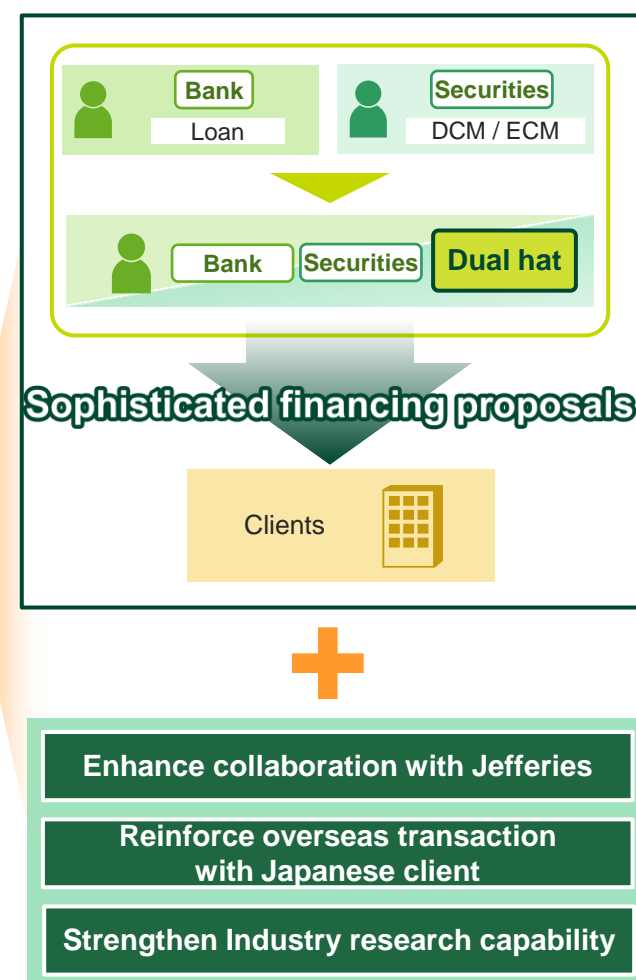 Bank
Loan
Securities
DCM / ECM
Bank
Securities
Dual hat
Sophisticated financing proposals
Clients
Enhance collaboration with Jefferies
Reinforce overseas transaction
with Japanese client
Strengthen Industry research capability